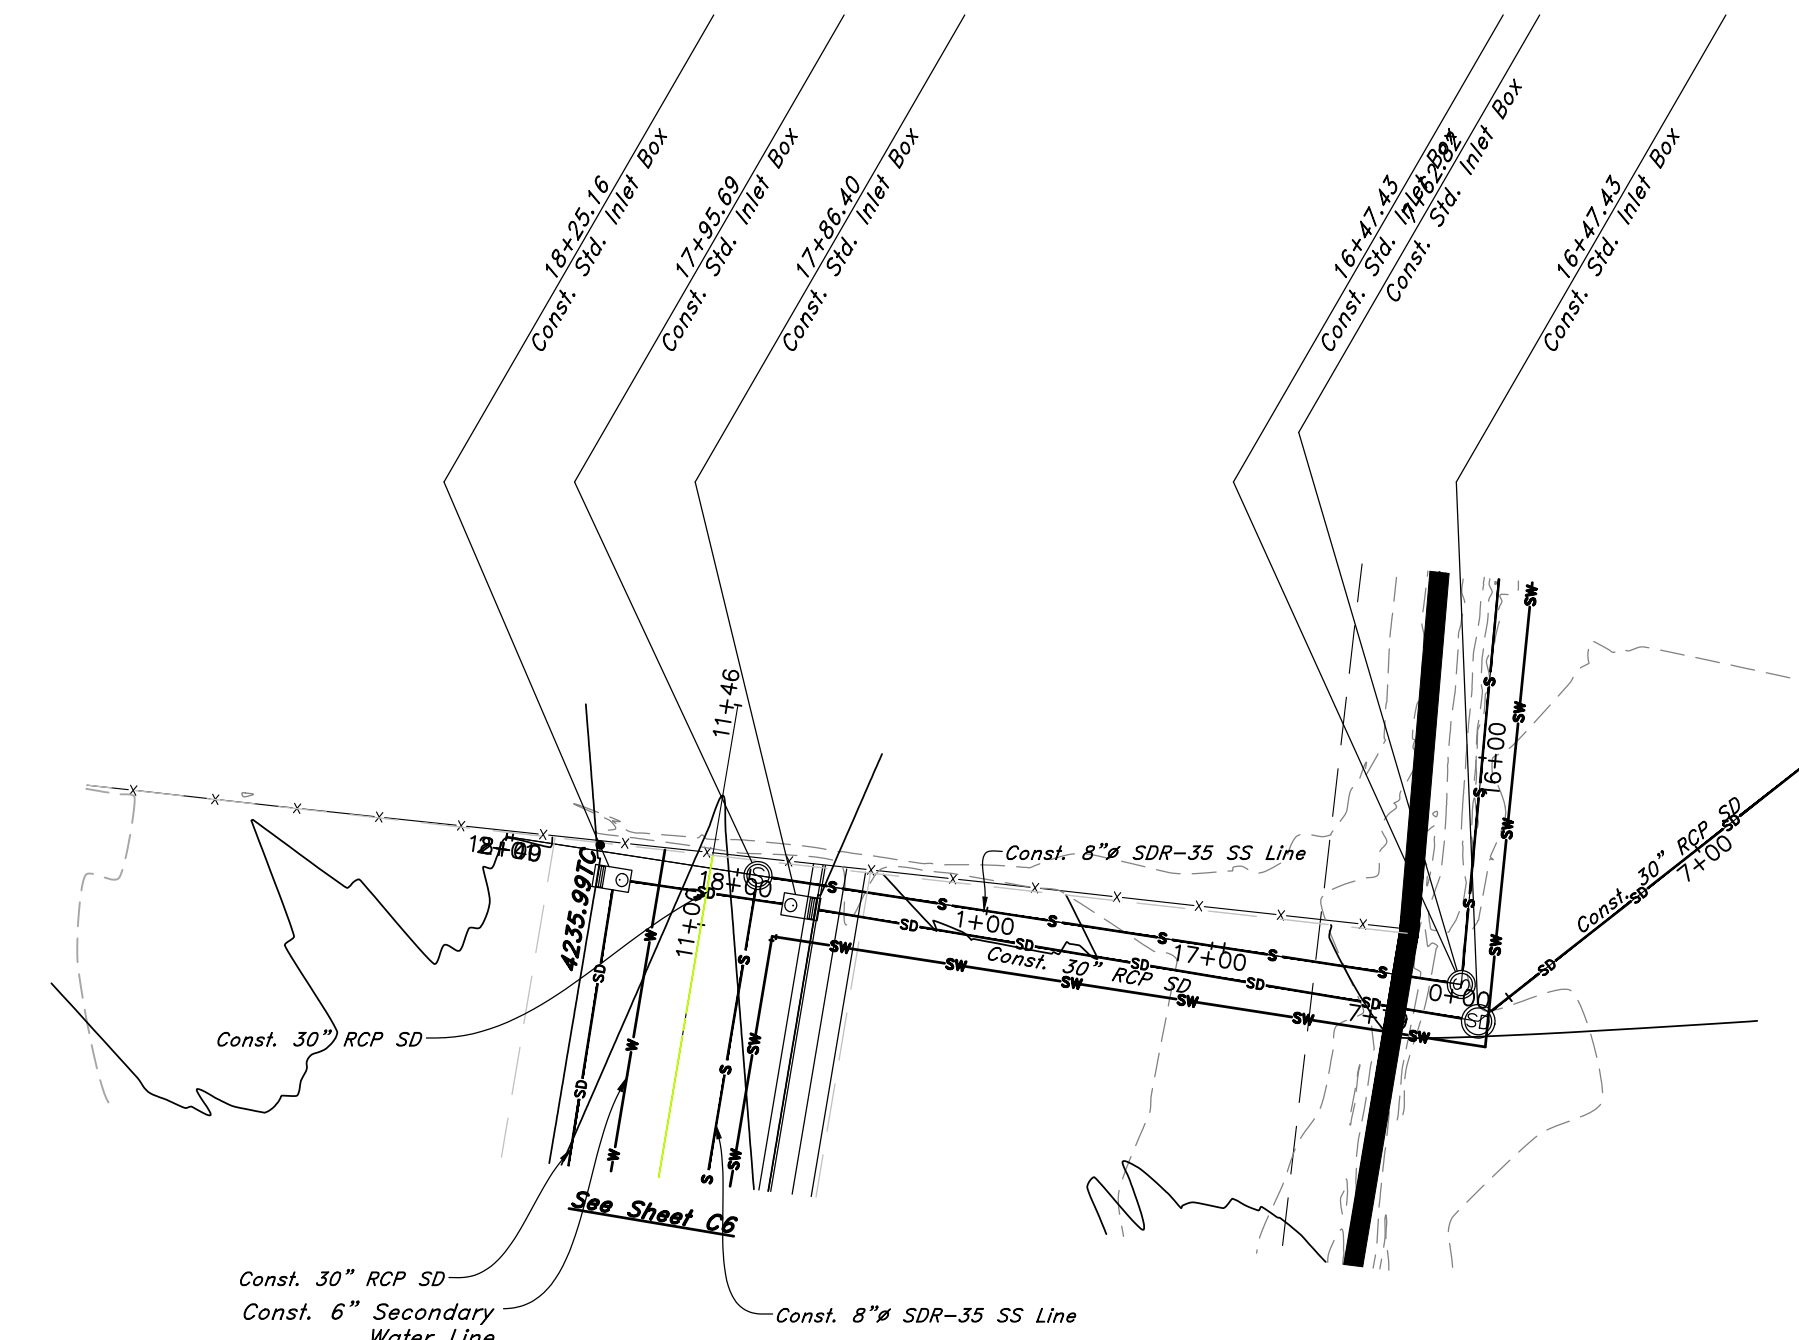 18+25.16
Const. Std. Inlet Box
17+95.69
Const. Std. Inlet Box
17+86.40
Const. Std. Inlet Box
16+47.43
Const. Std. Inlet Box
Const. Std. Inlet Box
16+47.43
Const. Std. Inlet Box
11+46
16+00
4235.99TC
18+00
11+00
Const. 8"ø SDR-35 SS Line
1+00
17+00
Const. 30" RCP SD
0+00
SD
Const. 30" RCP SD
7+00
Const. 30" RCP SD
See Sheet C6
Const. 30" RCP SD
Const. 6" Secondary
Water Line
Const. 8"ø SDR-35 SS Line